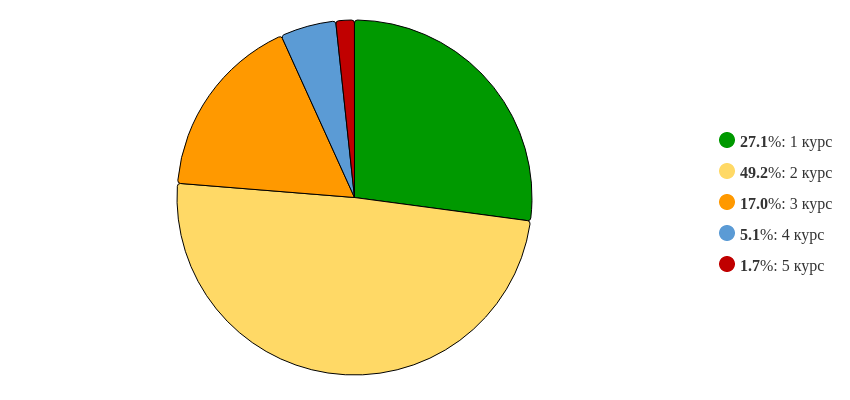 27.1%: 1 курс
49.2%: 2 курс
17.0%: 3 курс
5.1%: 4 курс
1.7%: 5 курс